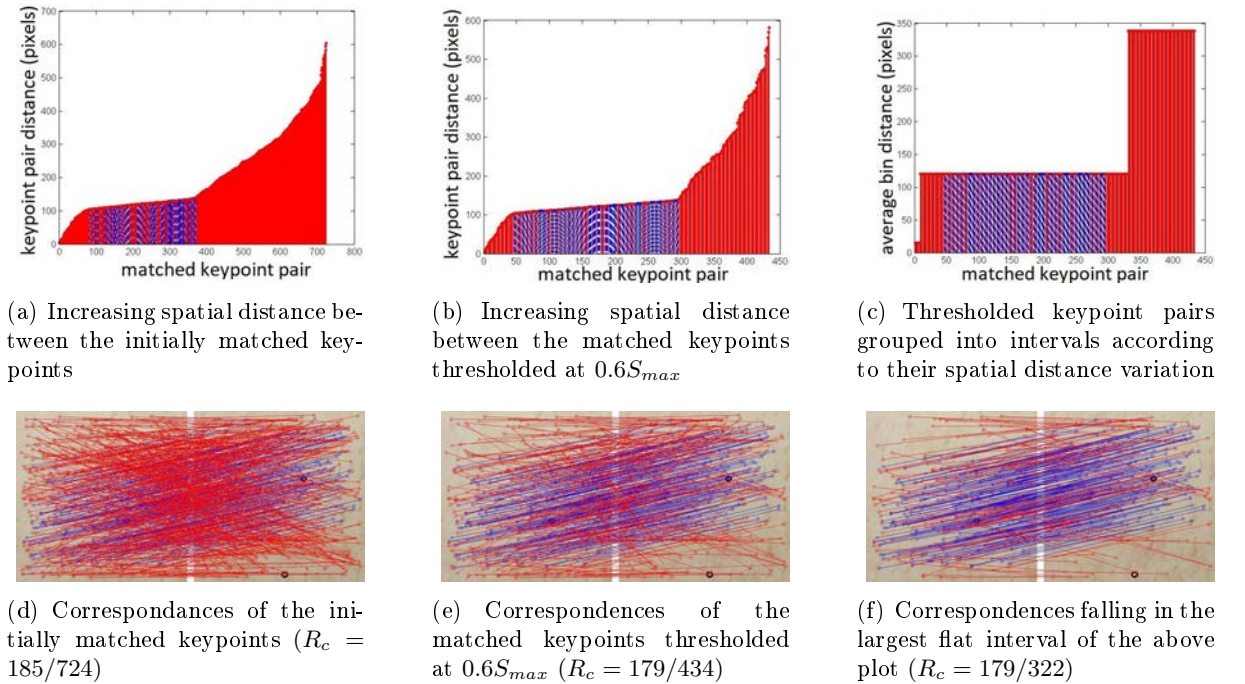 700
600
500
400
300
200
100
0
keypoint pair distance (pixels)
0 100 200 300 400 500 600 700 800
matched keypoint pair
600
500
400
300
200
100
0
keypoint pair distance (pixels)
0 50 100 150 200 250 300 350 400 450
matched keypoint pair
350
300
250
200
150
100
50
0
average bin distance (pixels)
0 50 100 150 200 250 300 350 400 450
matched keypoint pair
(a) Increasing spatial distance be-
tween the initially matched key-
points
(b) Increasing spatial distance
between the matched keypoints
thresholded at 0.6S_{max}
(c) Thresholded keypoint pairs
grouped into intervals according
to their spatial distance variation
(d) Correspondances of the ini-
tially matched keypoints (R_c =
185/724)
(e) Correspondences of the
matched keypoints thresholded
at 0.6S_{max} (R_c = 179/434)
(f) Correspondences falling in the
largest flat interval of the above
plot (R_c = 179/322)